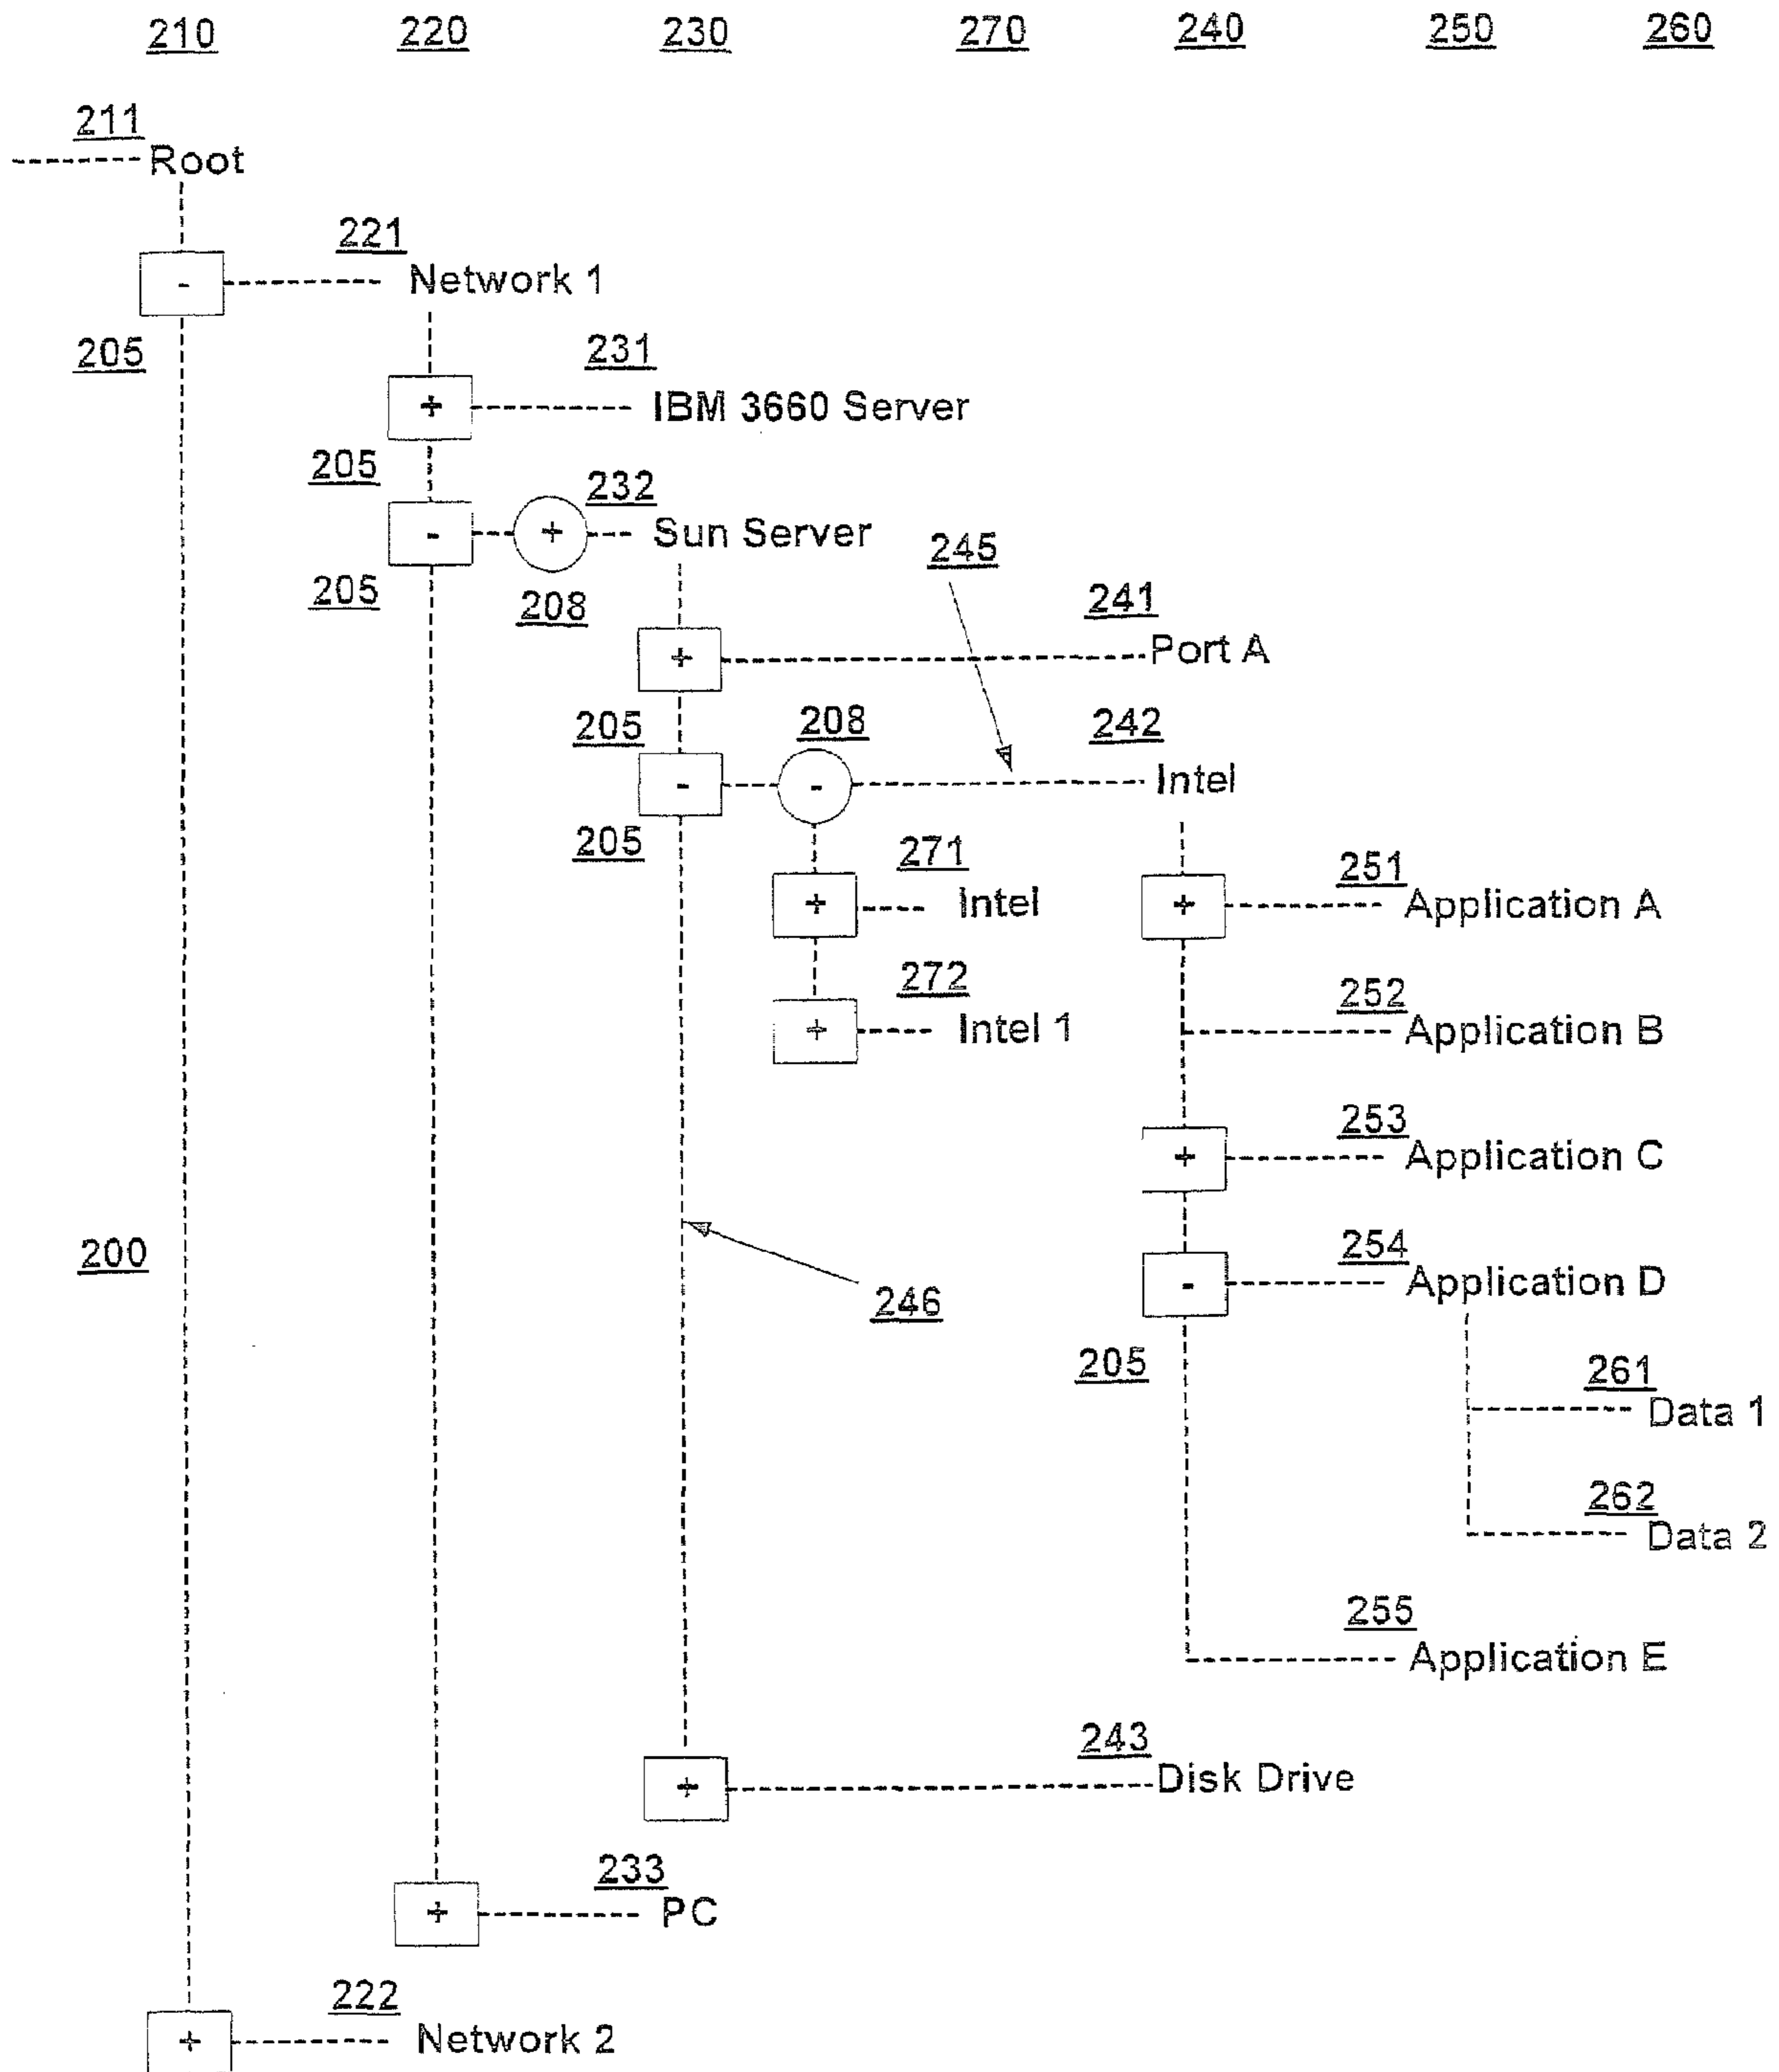 210 220 230 270 240 250 260
211
Root
221
- Network 1
205 231
+ IBM 3660 Server
205 232
- + Sun Server
245
205 208 241
+ Port A
205 208 242
- - Intel
205 271 251
+ Intel + Application A
272 252
+ Intel 1 Application B
253
+ Application C
200 254
- Application D
246
205 261
Data 1
262
Data 2
255
Application E
243
+ Disk Drive
233
+ PC
222
+ Network 2